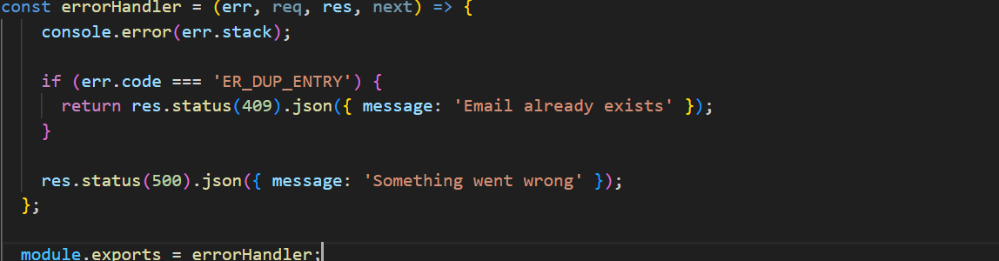 const errorHandler = (err, req, res, next) => {
console.error(err.stack);
if (err.code === 'ER_DUP_ENTRY') {
return res.status(409).json({ message: 'Email already exists' });
}
res.status(500).json({ message: 'Something went wrong' });
};
module.exports = errorHandler;